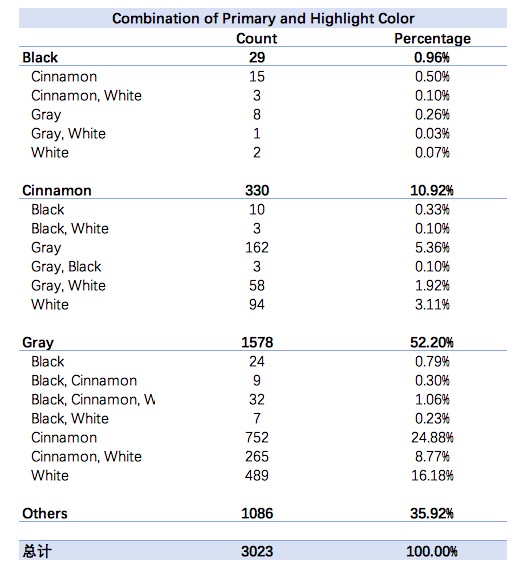 Combination of Primary and Highlight Color
Count Percentage
Black 29 0.96%
Cinnamon 15 0.50%
Cinnamon, White 3 0.10%
Gray 8 0.26%
Gray, White 1 0.03%
White 2 0.07%
Cinnamon 330 10.92%
Black 10 0.33%
Black, White 3 0.10%
Gray 162 5.36%
Gray, Black 3 0.10%
Gray, White 58 1.92%
White 94 3.11%
Gray 1578 52.20%
Black 24 0.79%
Black, Cinnamon 9 0.30%
Black, Cinnamon, W 32 1.06%
Black, White 7 0.23%
Cinnamon 752 24.88%
Cinnamon, White 265 8.77%
White 489 16.18%
Others 1086 35.92%
总计 3023 100.00%